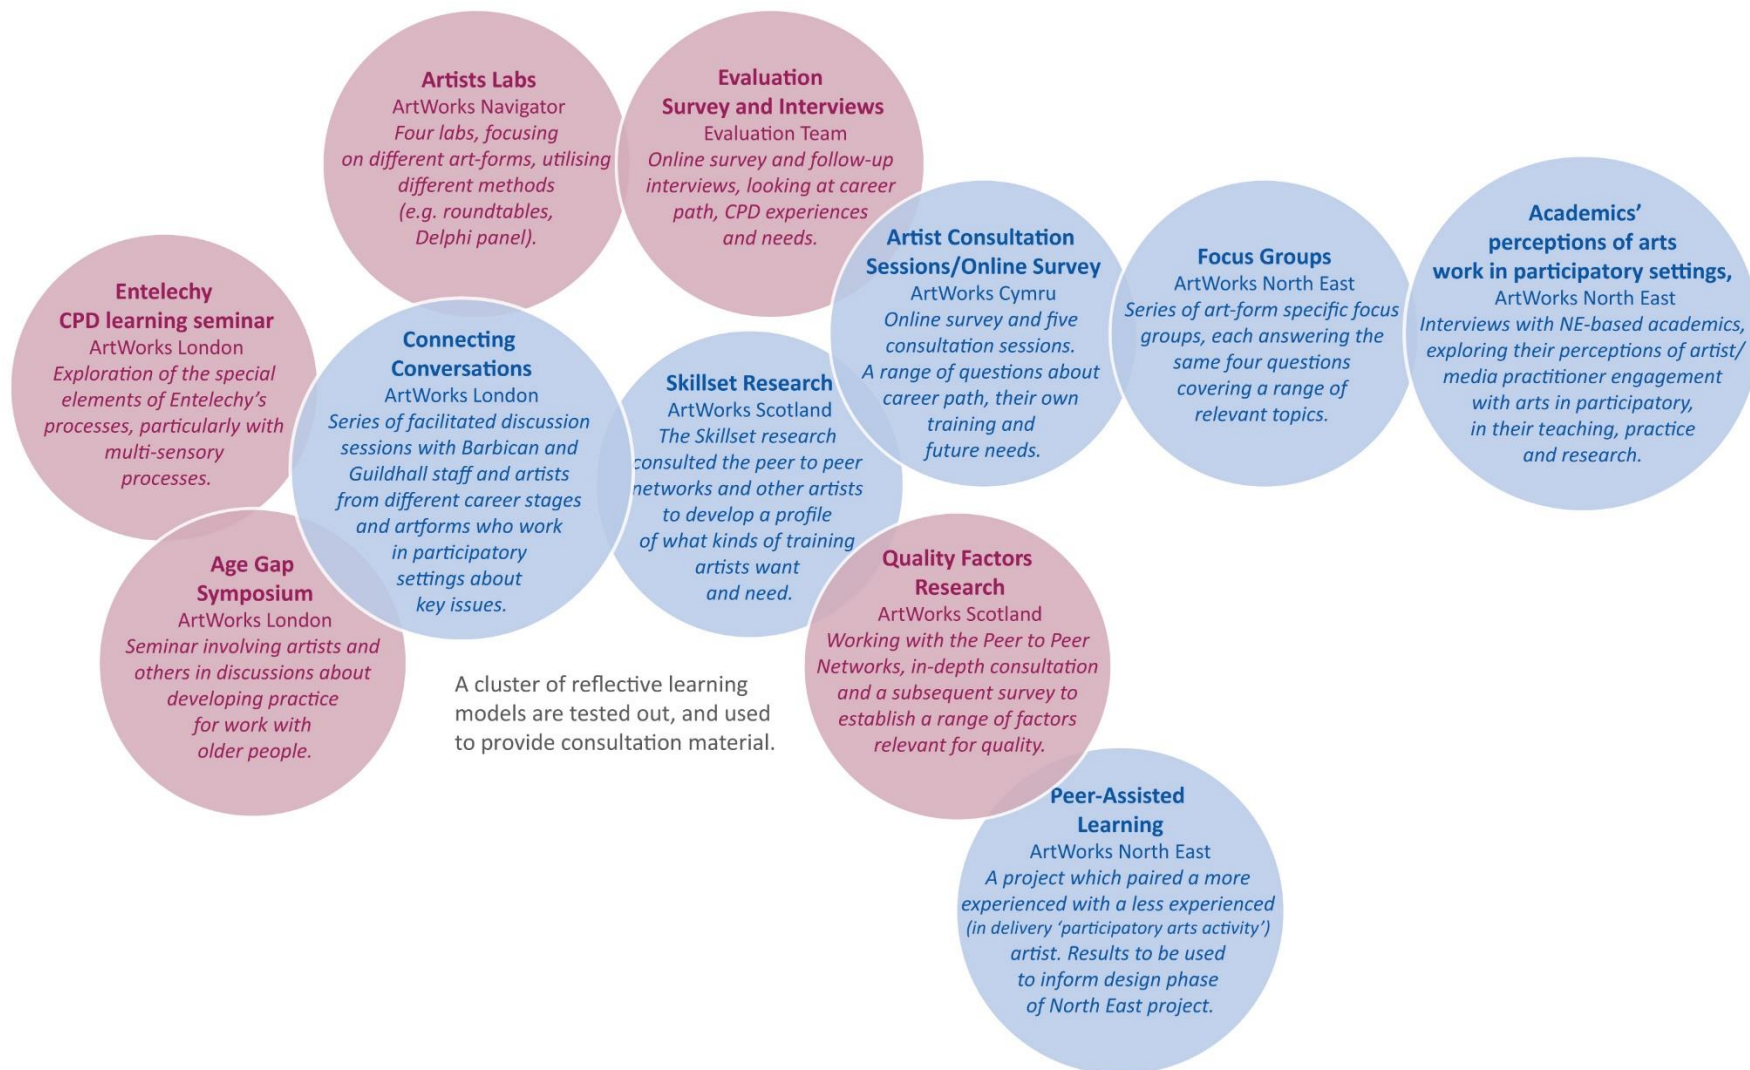 Artists Labs
ArtWorks Navigator
Four labs, focusing
on different art-forms, utilising
different methods
(e.g. roundtables,
Delphi panel).
Evaluation
Survey and Interviews
Evaluation Team
Online survey and follow-up
interviews, looking at career
path, CPD experiences
and needs.
Entelechy
CPD learning seminar
ArtWorks London
Exploration of the special
elements of Entelechy’s
processes, particularly with
multi-sensory
processes.
Connecting
Conversations
ArtWorks London
Series of facilitated discussion
sessions with Barbican and
Guildhall staff and artists
from different career stages
and artforms who work
in participatory
settings about
key issues.
Skillset Research
ArtWorks Scotland
The Skillset research
consulted the peer to peer
networks and other artists
to develop a profile
of what kinds of training
artists want
and need.
Artist Consultation
Sessions/Online Survey
ArtWorks Cymru
Online survey and five
consultation sessions.
A range of questions about
career path, their own
training and
future needs.
Focus Groups
ArtWorks North East
Series of art-form specific focus
groups, each answering the
same four questions
covering a range of
relevant topics.
Academics’
perceptions of arts
work in participatory settings,
ArtWorks North East
Interviews with NE-based academics,
exploring their perceptions of artist/
media practitioner engagement
with arts in participatory,
in their teaching, practice
and research.
Age Gap
Symposium
ArtWorks London
Seminar involving artists and
others in discussions about
developing practice
for work with
older people.
A cluster of reflective learning
models are tested out, and used
to provide consultation material.
Quality Factors
Research
ArtWorks Scotland
Working with the Peer to Peer
Networks, in-depth consultation
and a subsequent survey to
establish a range of factors
relevant for quality.
Peer-Assisted
Learning
ArtWorks North East
A project which paired a more
experienced with a less experienced
(in delivery ‘participatory arts activity’)
artist. Results to be used
to inform design phase
of North East project.